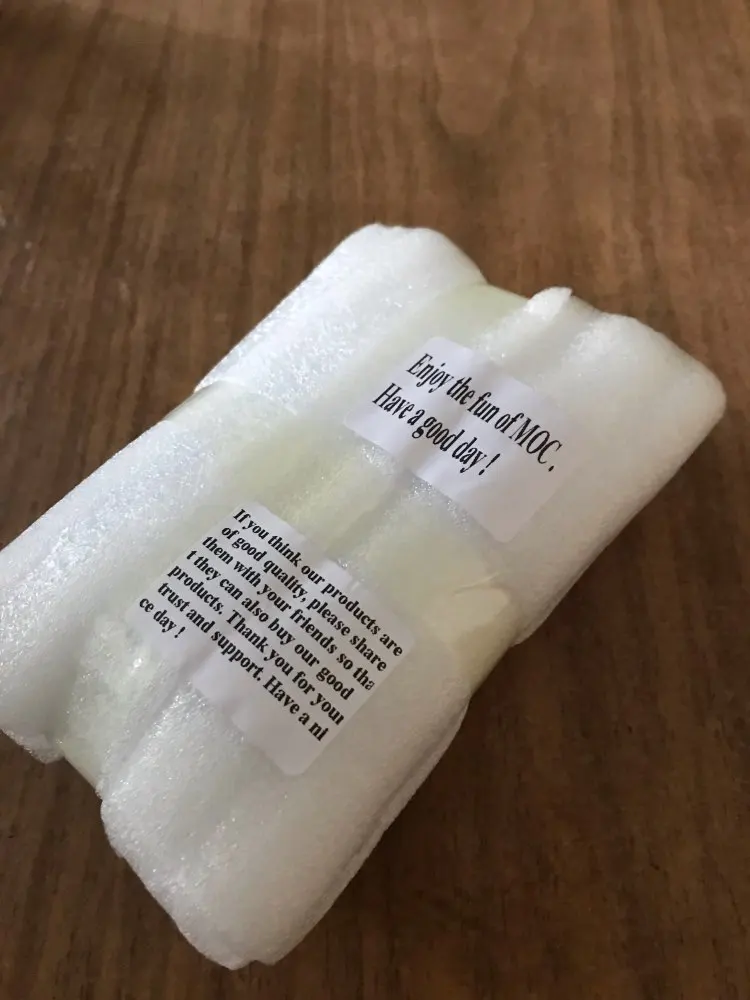 Enjoy the fun of MOC.
Have a good day !
If you think our products are
of good quality, please share
them with your friends so tha
t they can also buy our good
products. Thank you for your
trust and support. Have a ni
ce day !